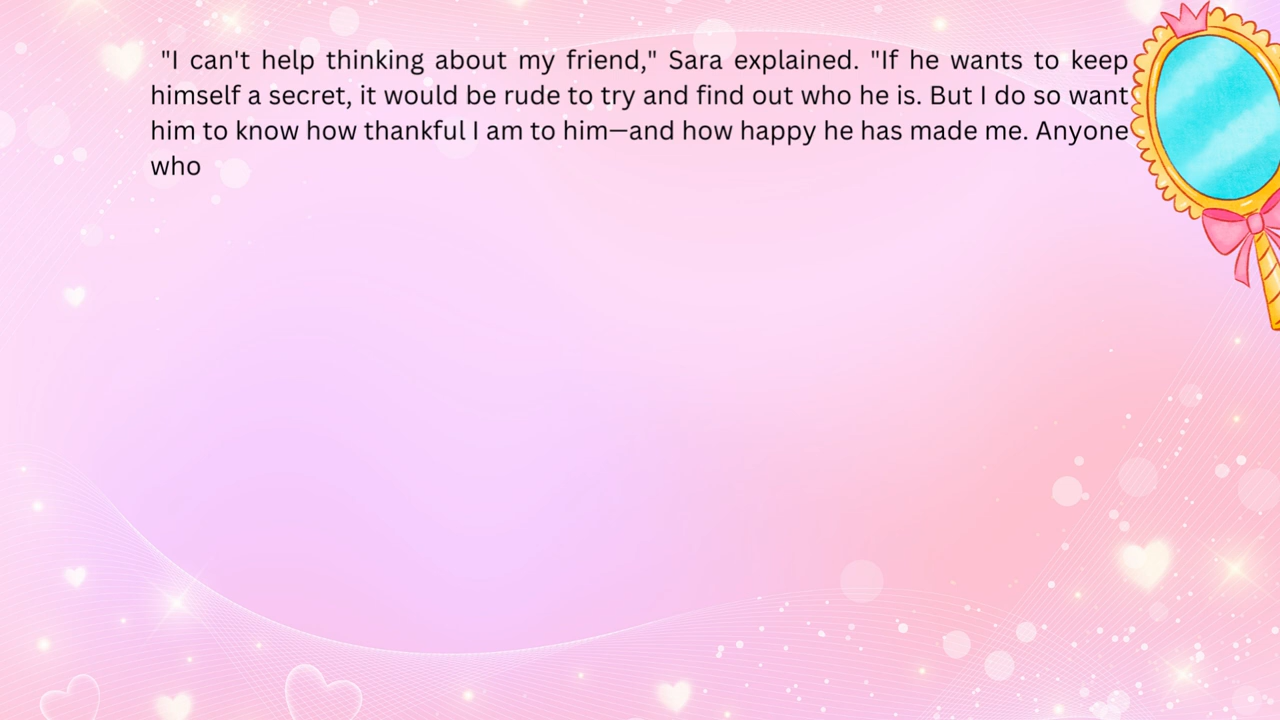 "I can't help thinking about my friend," Sara explained. "If he wants to keep
himself a secret, it would be rude to try and find out who he is. But I do so want
him to know how thankful I am to him—and how happy he has made me. Anyone
who